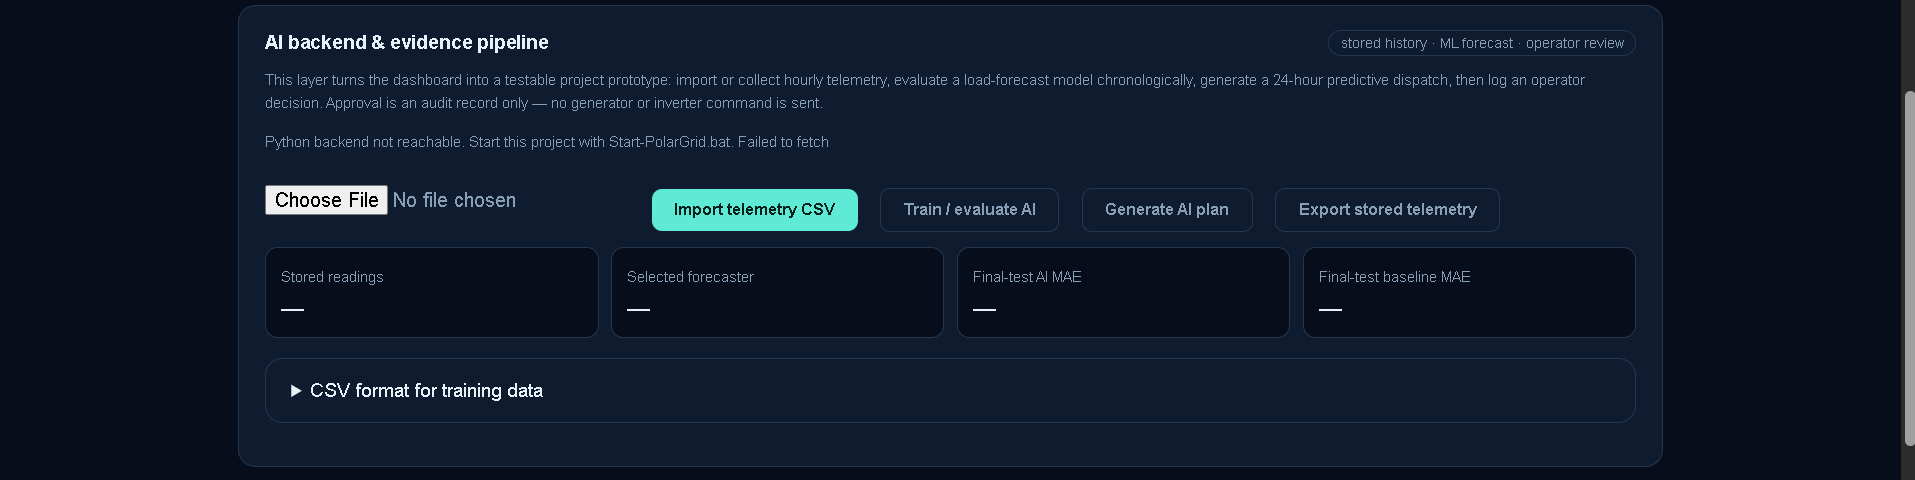 AI backend & evidence pipeline
stored history · ML forecast · operator review
This layer turns the dashboard into a testable project prototype: import or collect hourly telemetry, evaluate a load-forecast model chronologically, generate a 24-hour predictive dispatch, then log an operator
decision. Approval is an audit record only — no generator or inverter command is sent.
Python backend not reachable. Start this project with Start-PolarGrid.bat. Failed to fetch
Choose File No file chosen
Import telemetry CSV
Train / evaluate AI
Generate AI plan
Export stored telemetry
Stored readings
—
Selected forecaster
—
Final-test AI MAE
—
Final-test baseline MAE
—
▶ CSV format for training data